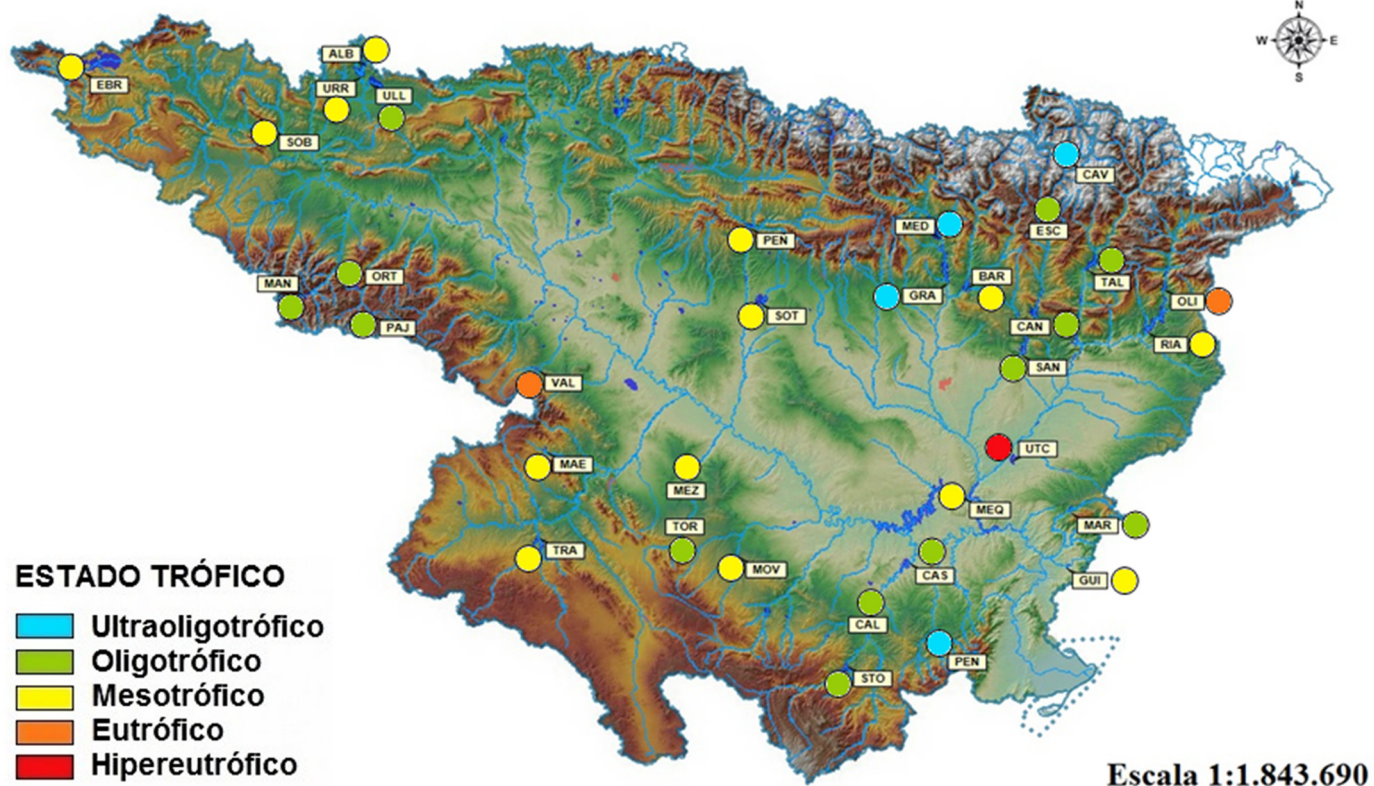 N
W
E
S
ALB
EBR
URR
ULL
SOB
CAV
ESC
MED
PEN
TAL
MAN
ORT
BAR
GRA
OLI
SOT
PAJ
CAN
RIA
SAN
VAL
UTC
MAE
MEZ
MEQ
TOR
MAR
TRA
MOV
CAS
GUI
CAL
PEN
STO
ESTADO TRÓFICO
Ultraoligotrófico
Oligotrófico
Mesotrófico
Eutrófico
Hipereutrófico
Escala 1:1.843.690